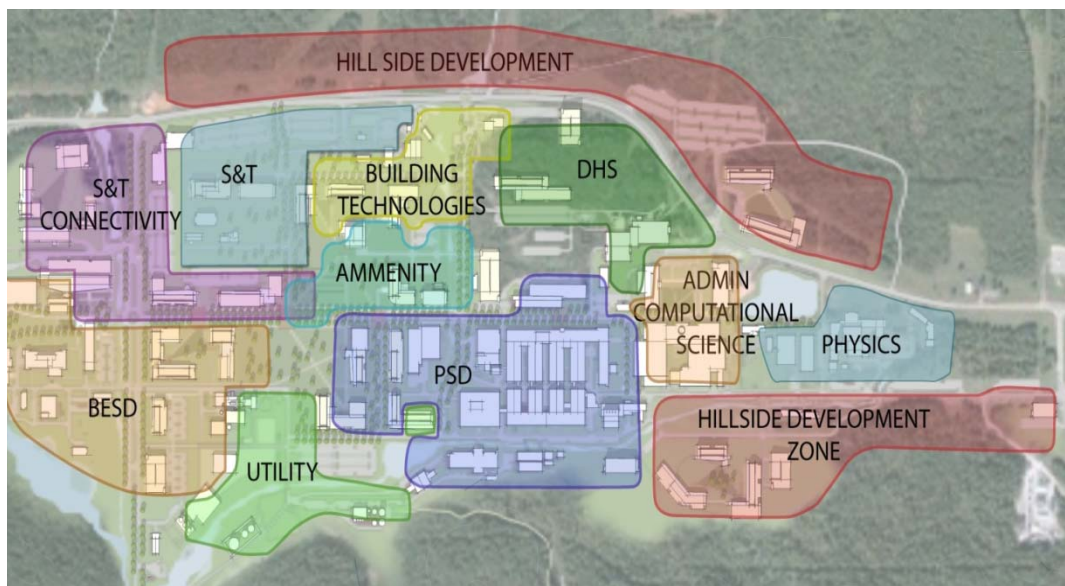 HILL SIDE DEVELOPMENT
S&T
CONNECTIVITY
S&T
BUILDING
TECHNOLOGIES
DHS
AMMENITY
ADMIN
COMPUTATIONAL
SCIENCE
PHYSICS
PSD
BESD
HILLSIDE DEVELOPMENT
ZONE
UTILITY